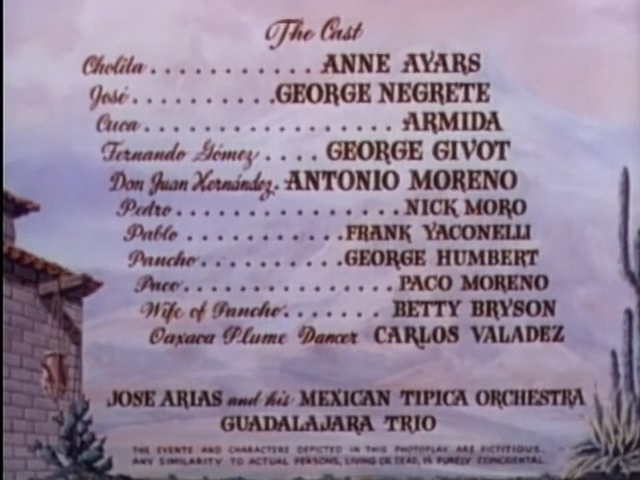 The Cast
Cholita............ANNE AYARS
José..........GEORGE NEGRETE
Cuca..................ARMIDA
Fernando Gómez....GEORGE GIVOT
Don Juan Hernández.ANTONIO MORENO
Pedro................NICK MORO
Pablo...........FRANK YACONELLI
Pancho..........GEORGE HUMBERT
Paco...............PACO MORENO
Wife of Pancho.......BETTY BRYSON
Oaxaca Plume Dancer CARLOS VALADEZ
JOSE ARIAS and his MEXICAN TIPICA ORCHESTRA
GUADALAJARA TRIO
THE EVENTS AND CHARACTERS DEPICTED IN THIS PHOTOPLAY ARE FICTITIOUS.
ANY SIMILARITY TO ACTUAL PERSONS, LIVING OR DEAD, IS PURELY COINCIDENTAL.